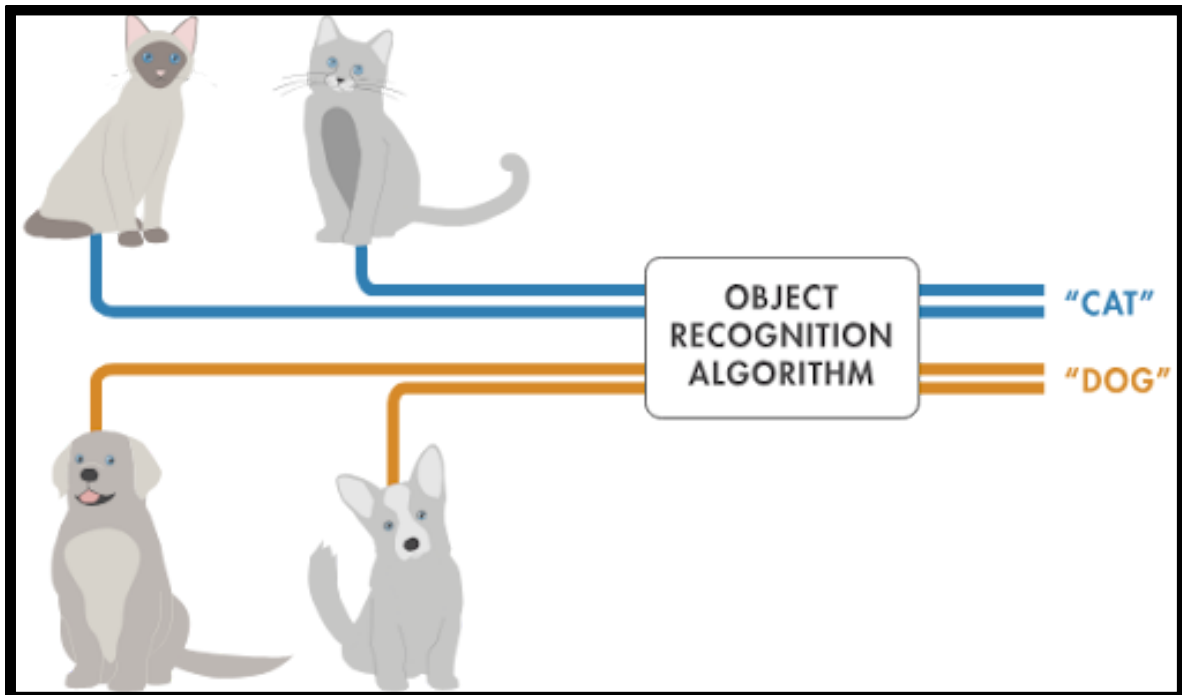 OBJECT
RECOGNITION
ALGORITHM
“CAT”
“DOG”